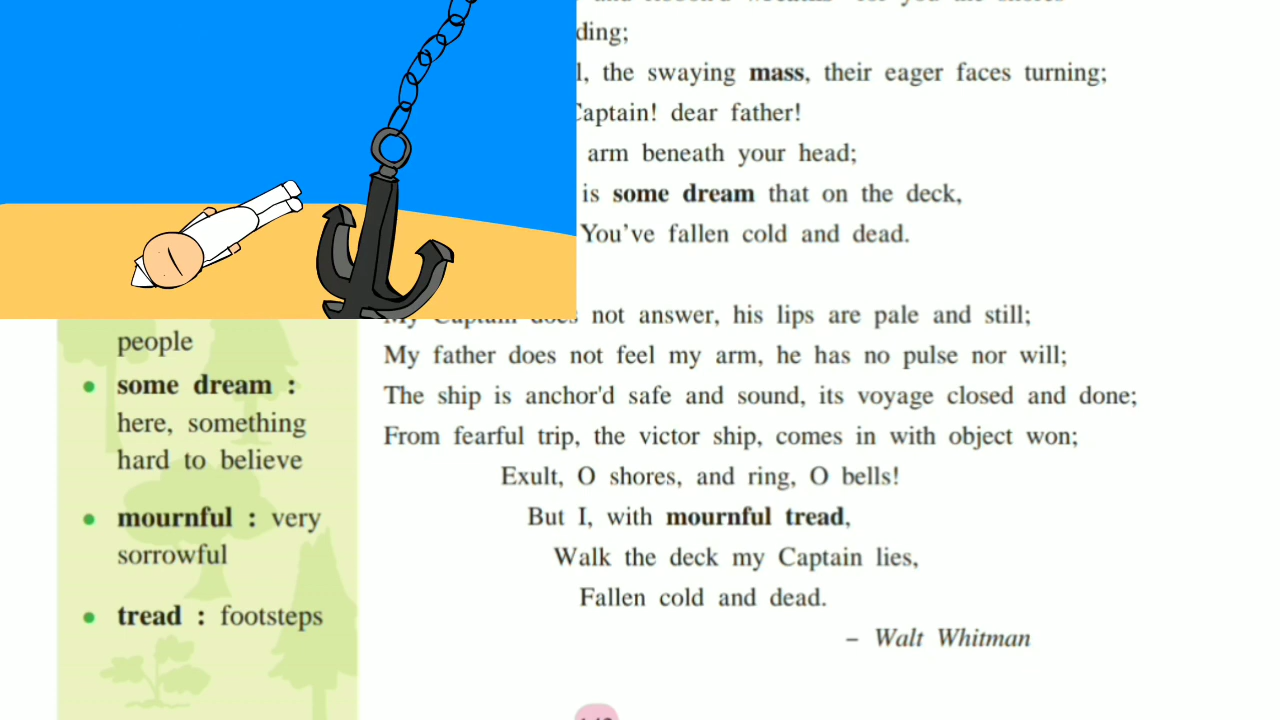 ding;
l, the swaying mass, their eager faces turning;
Captain! dear father!
arm beneath your head;
is some dream that on the deck,
You've fallen cold and dead.
My Captain does not answer, his lips are pale and still;
My father does not feel my arm, he has no pulse nor will;
The ship is anchor'd safe and sound, its voyage closed and done;
From fearful trip, the victor ship, comes in with object won;
Exult, O shores, and ring, O bells!
But I, with mournful tread,
Walk the deck my Captain lies,
Fallen cold and dead.
– Walt Whitman
people
• some dream :
here, something
hard to believe
• mournful : very
sorrowful
• tread : footsteps